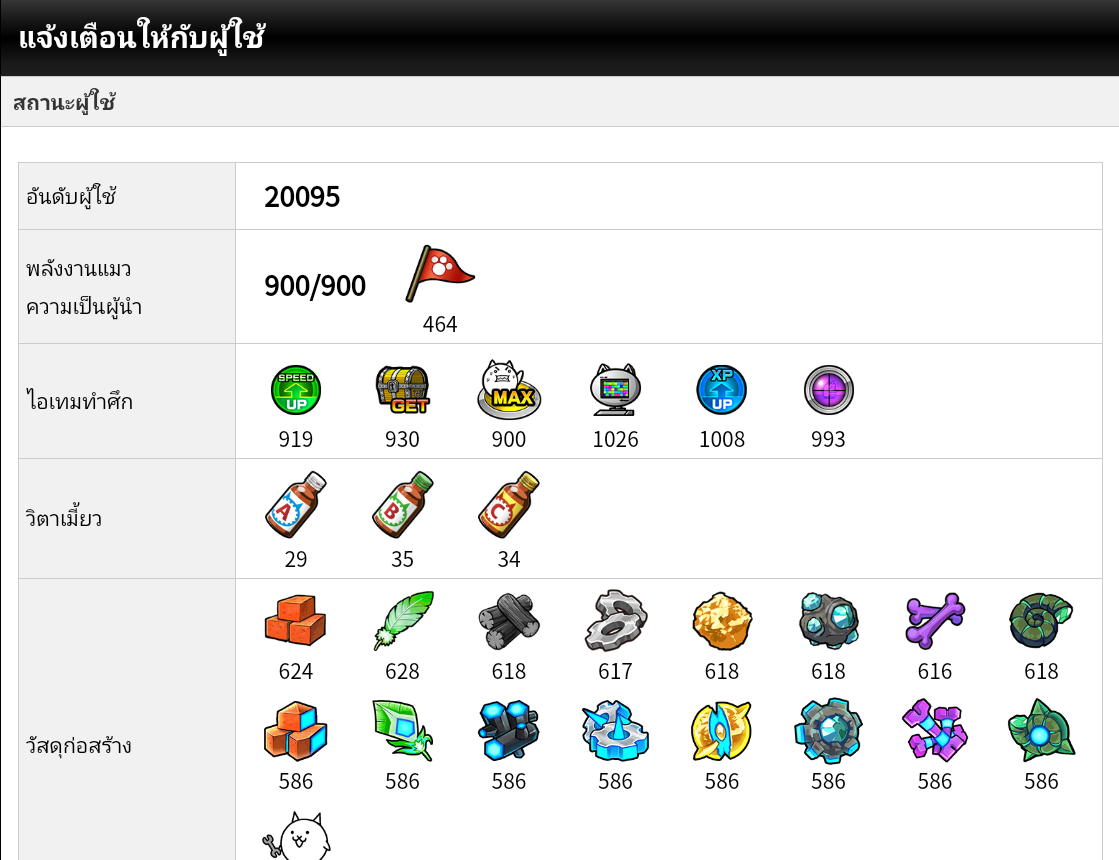 แจ้งเตือนให้กับผู้ใช้
สถานะผู้ใช้
อันดับผู้ใช้
20095
พลังงานแมว
ความเป็นผู้นำ
900/900
464
ไอเทมทำศึก
SPEED UP
GET
MAX
XP UP
919 930 900 1026 1008 993
วิตาเมี้ยว
A B C
29 35 34
วัสดุก่อสร้าง
624 628 618 617 618 618 616 618
586 586 586 586 586 586 586 586